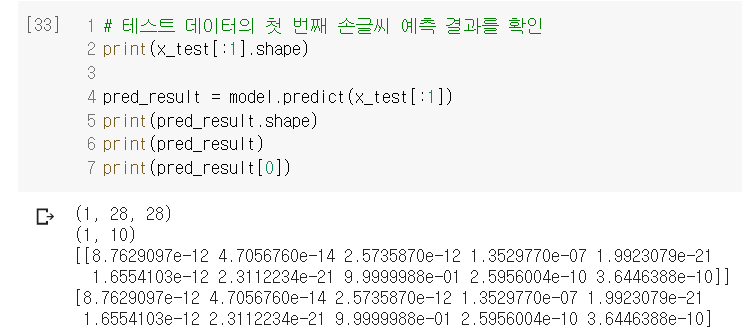 [33] 1 # 테스트 데이터의 첫 번째 손글씨 예측 결과를 확인
2 print(x_test[:1].shape)
3
4 pred_result = model.predict(x_test[:1])
5 print(pred_result.shape)
6 print(pred_result)
7 print(pred_result[0])
(1, 28, 28)
(1, 10)
[[8.7629097e-12 4.7056760e-14 2.5735870e-12 1.3529770e-07 1.9923079e-21
1.6554103e-12 2.3112234e-21 9.9999988e-01 2.5956004e-10 3.6446388e-10]]
[8.7629097e-12 4.7056760e-14 2.5735870e-12 1.3529770e-07 1.9923079e-21
1.6554103e-12 2.3112234e-21 9.9999988e-01 2.5956004e-10 3.6446388e-10]